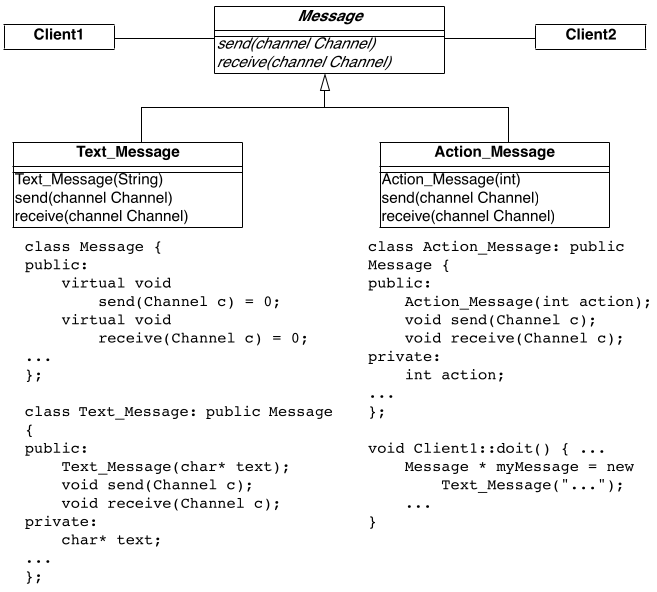 Message
Client1
send(channel Channel)
receive(channel Channel)
Client2
Text_Message
Text_Message(String)
send(channel Channel)
receive(channel Channel)
Action_Message
Action_Message(int)
send(channel Channel)
receive(channel Channel)
class Message {
public:
virtual void
send(Channel c) = 0;
virtual void
receive(Channel c) = 0;
...
};
class Text_Message: public Message
{
public:
Text_Message(char* text);
void send(Channel c);
void receive(Channel c);
private:
char* text;
...
};
class Action_Message: public
Message {
public:
Action_Message(int action);
void send(Channel c);
void receive(Channel c);
private:
int action;
...
};
void Client1::doit() { ...
Message * myMessage = new
Text_Message("...");
...
}